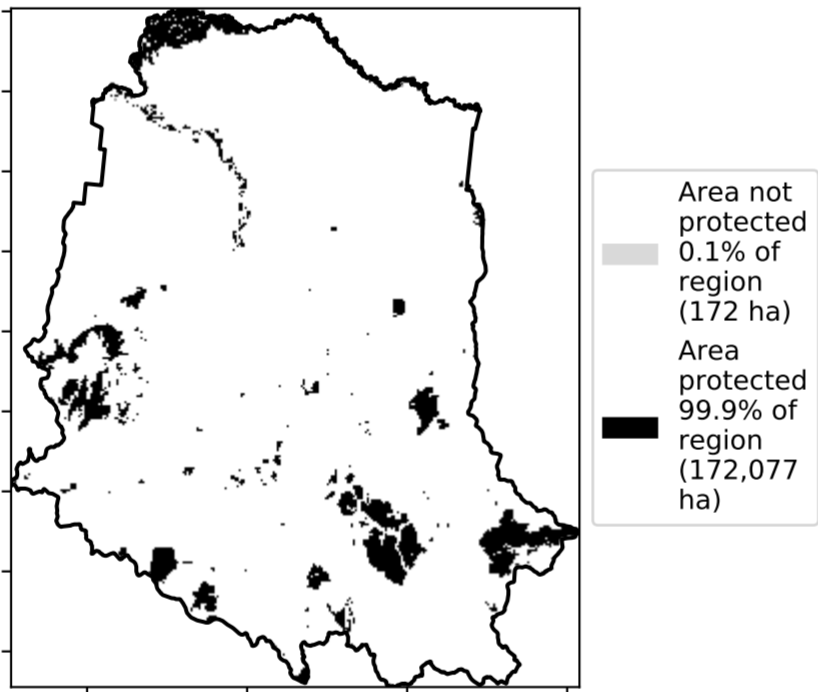 Area not
protected
0.1% of
region
(172 ha)
Area
protected
99.9% of
region
(172,077
ha)